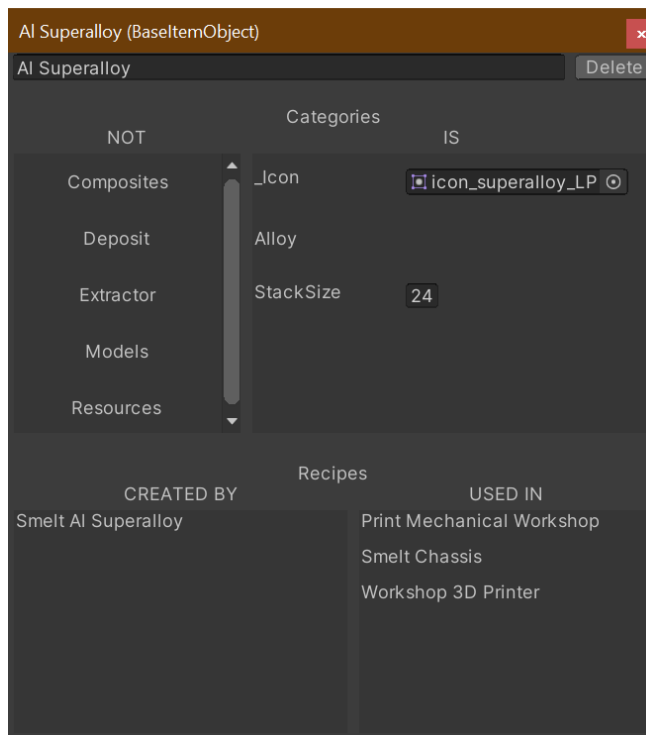 Al Superalloy (BaseItemObject)
x
Al Superalloy
Delete
Categories
NOT
IS
Composites
Deposit
Extractor
Models
Resources
_Icon
icon_superalloy_LP
Alloy
StackSize
24
Recipes
CREATED BY
USED IN
Smelt Al Superalloy
Print Mechanical Workshop
Smelt Chassis
Workshop 3D Printer